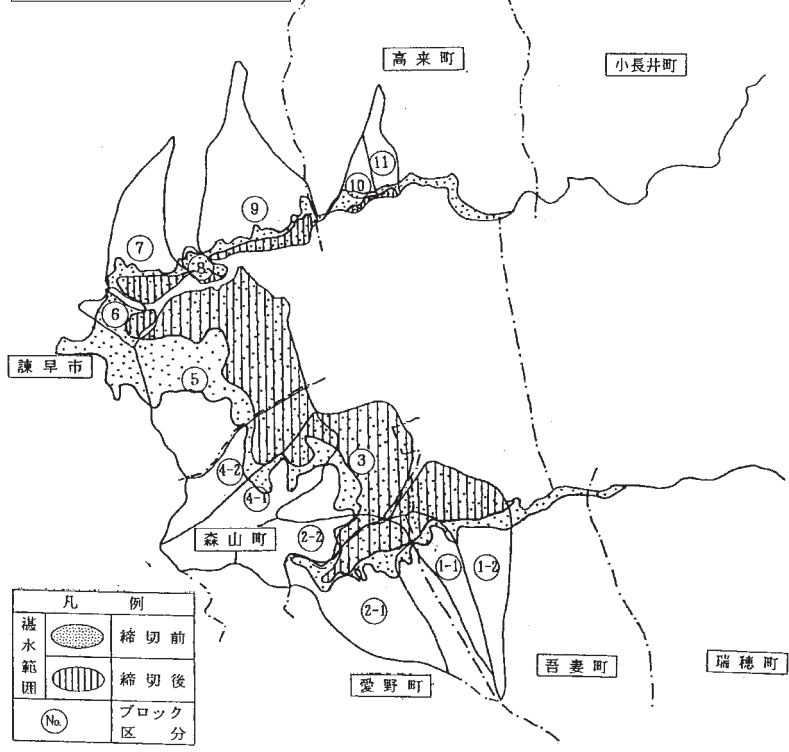 高来町
小長井町
⑪
⑩
⑨
⑦
⑧
⑥
諫早市
⑤
③
4-2
4-1
森山町
2-2
1-1
1-2
2-1
吾妻町
瑞穂町
愛野町
凡例
湛水範囲
締切前
締切後
No.
ブロック
区分